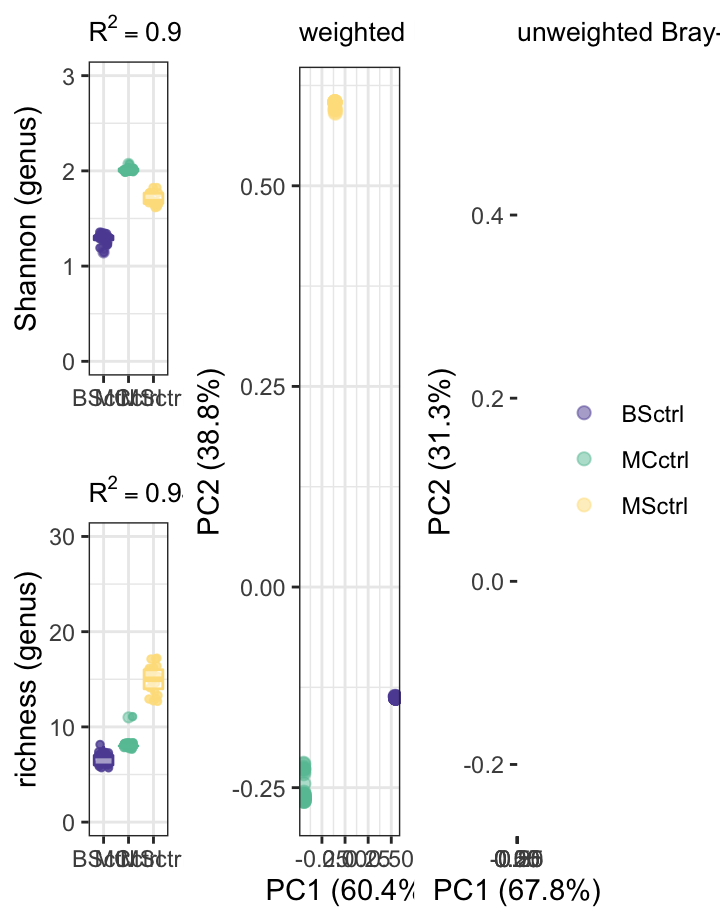 R² = 0.9
weighted
unweighted Bray-
Shannon (genus)
3
2
1
0
R² = 0.9
richness (genus)
30
20
10
0
PC2 (38.8%)
0.50
0.25
0.00
-0.25
PC1 (60.4%
PC2 (31.3%)
0.4
0.2
0.0
-0.2
PC1 (67.8%)
BSctrl
MCctrl
MSctrl